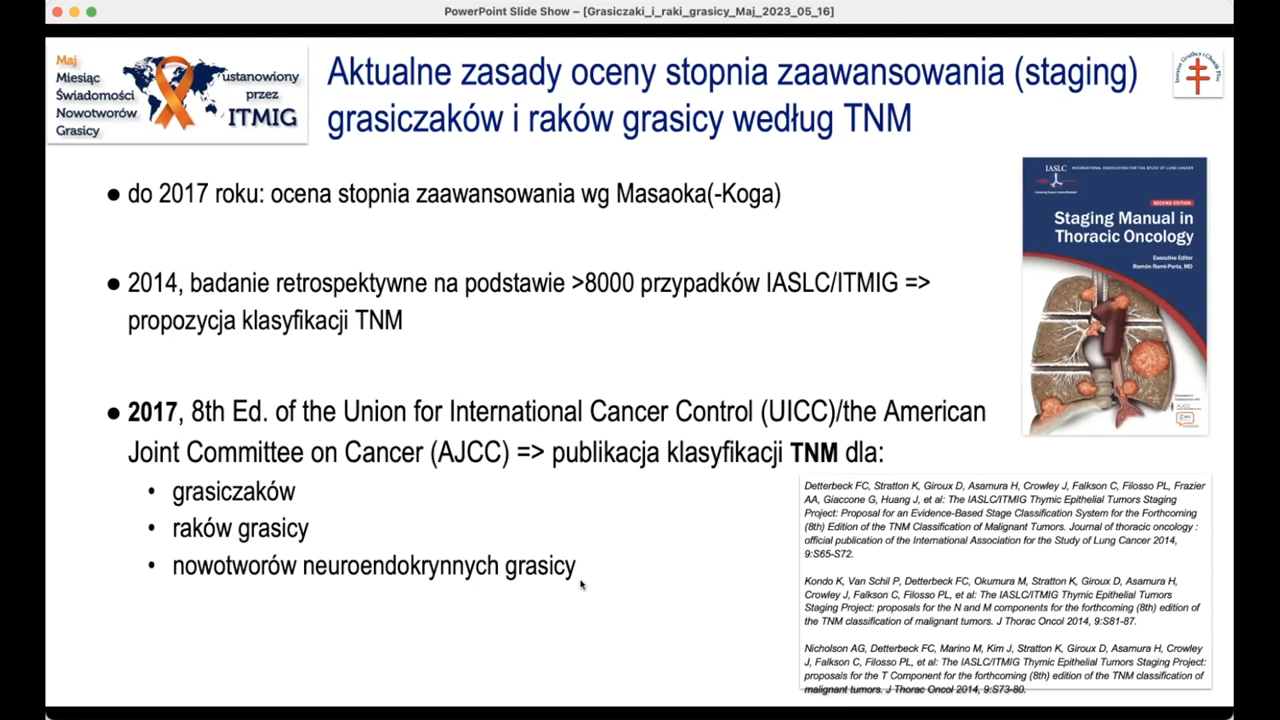 PowerPoint Slide Show – [Grasiczaki_i_raki_grasicy_Maj_2023_05_16]
Maj
Miesiąc
Świadomości
Nowotworów
Grasicy
ustanowiony
przez
ITMIG
Aktualne zasady oceny stopnia zaawansowania (staging)
grasiczaków i raków grasicy według TNM
● do 2017 roku: ocena stopnia zaawansowania wg Masaoka(-Koga)
● 2014, badanie retrospektywne na podstawie >8000 przypadków IASLC/ITMIG =>
propozycja klasyfikacji TNM
● 2017, 8th Ed. of the Union for International Cancer Control (UICC)/the American
Joint Committee on Cancer (AJCC) => publikacja klasyfikacji TNM dla:
• grasiczaków
• raków grasicy
• nowotworów neuroendokrynnych grasicy
IASLC
INTERNATIONAL ASSOCIATION FOR THE STUDY OF LUNG CANCER
SECOND EDITION
Staging Manual in
Thoracic Oncology
Executive Editor
Ramón Rami-Porta, MD
Detterbeck FC, Stratton K, Giroux D, Asamura H, Crowley J, Falkson C, Filosso PL, Frazier
AA, Giaccone G, Huang J, et al: The IASLC/ITMIG Thymic Epithelial Tumors Staging
Project: Proposal for an Evidence-Based Stage Classification System for the Forthcoming
(8th) Edition of the TNM Classification of Malignant Tumors. Journal of thoracic oncology :
official publication of the International Association for the Study of Lung Cancer 2014,
9:S65-S72.
Kondo K, Van Schil P, Detterbeck FC, Okumura M, Stratton K, Giroux D, Asamura H,
Crowley J, Falkson C, Filosso PL, et al: The IASLC/ITMIG Thymic Epithelial Tumors
Staging Project: proposals for the N and M components for the forthcoming (8th) edition of
the TNM classification of malignant tumors. J Thorac Oncol 2014, 9:S81-87.
Nicholson AG, Detterbeck FC, Marino M, Kim J, Stratton K, Giroux D, Asamura H, Crowley
J, Falkson C, Filosso PL, et al: The IASLC/ITMIG Thymic Epithelial Tumors Staging Project:
proposals for the T Component for the forthcoming (8th) edition of the TNM classification of
malignant tumors. J Thorac Oncol 2014, 9:S73-80.